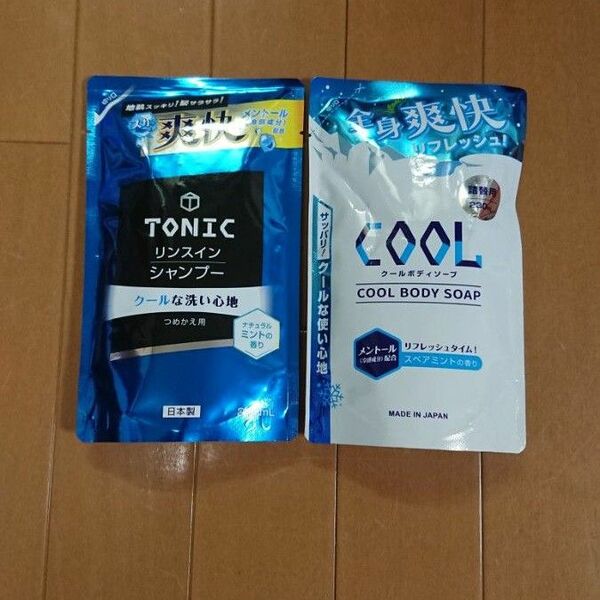 地肌スッキリ!髪サラサラ!
爽快
メントール
配合
TONIC
リンスイン
シャンプー
クールな洗い心地
つめかえ用
ナチュラル
ミントの
香り
日本製
mL
全身爽快
リフレッシュ!
詰替用
サッパリ!クールな使い心地
COOL
クールボディソープ
COOL BODY SOAP
メントール
配合
リフレッシュタイム!
スペアミントの香り
MADE IN JAPAN